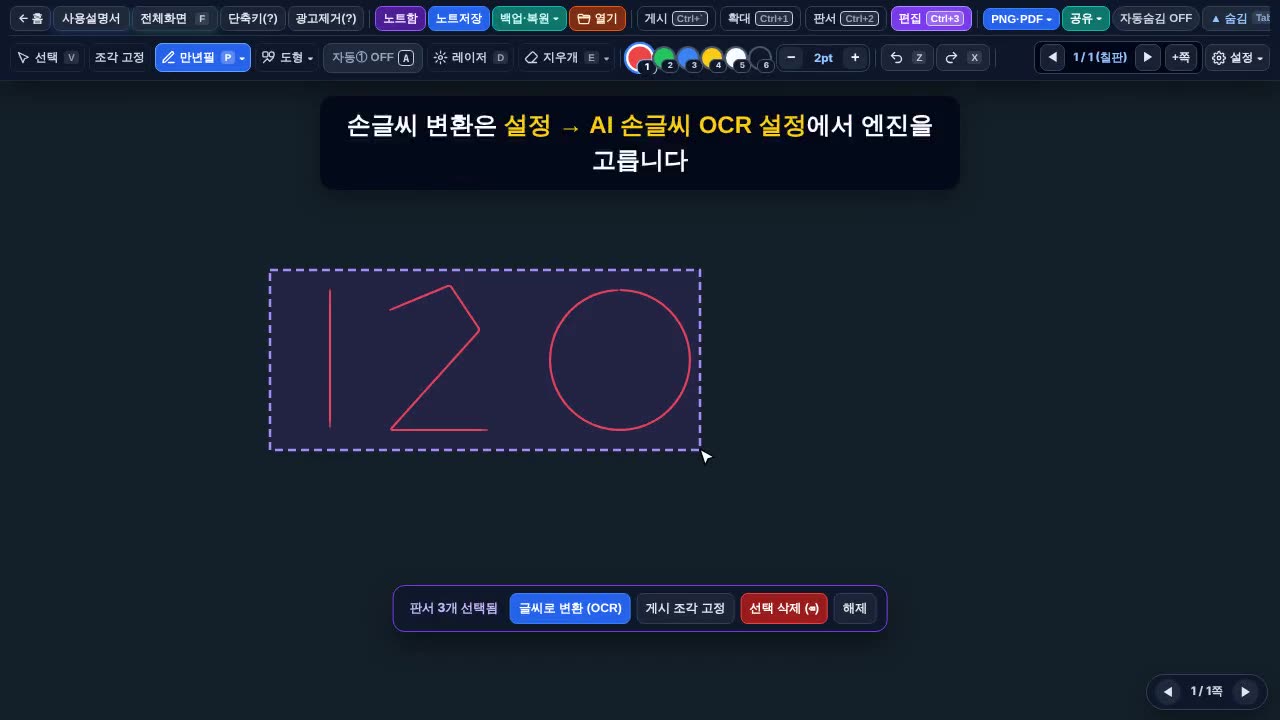 ← 홈 사용설명서 전체화면 F 단축키(?) 광고제거(?) 노트함 노트저장 백업·복원 열기 게시 Ctrl+` 확대 Ctrl+1 판서 Ctrl+2 편집 Ctrl+3 PNG·PDF 공유 자동숨김 OFF ▲ 숨김
선택 V 조각 고정 만년필 P 도형 자동① OFF A 레이저 D 지우개 E 1 2 3 4 5 6 − 2pt + Z X ◀ 1 / 1 (칠판) ▶ +쪽 설정
손글씨 변환은 설정 → AI 손글씨 OCR 설정에서 엔진을
고릅니다
120
판서 3개 선택됨 글씨로 변환 (OCR) 게시 조각 고정 선택 삭제 해제
◀ 1 / 1쪽 ▶